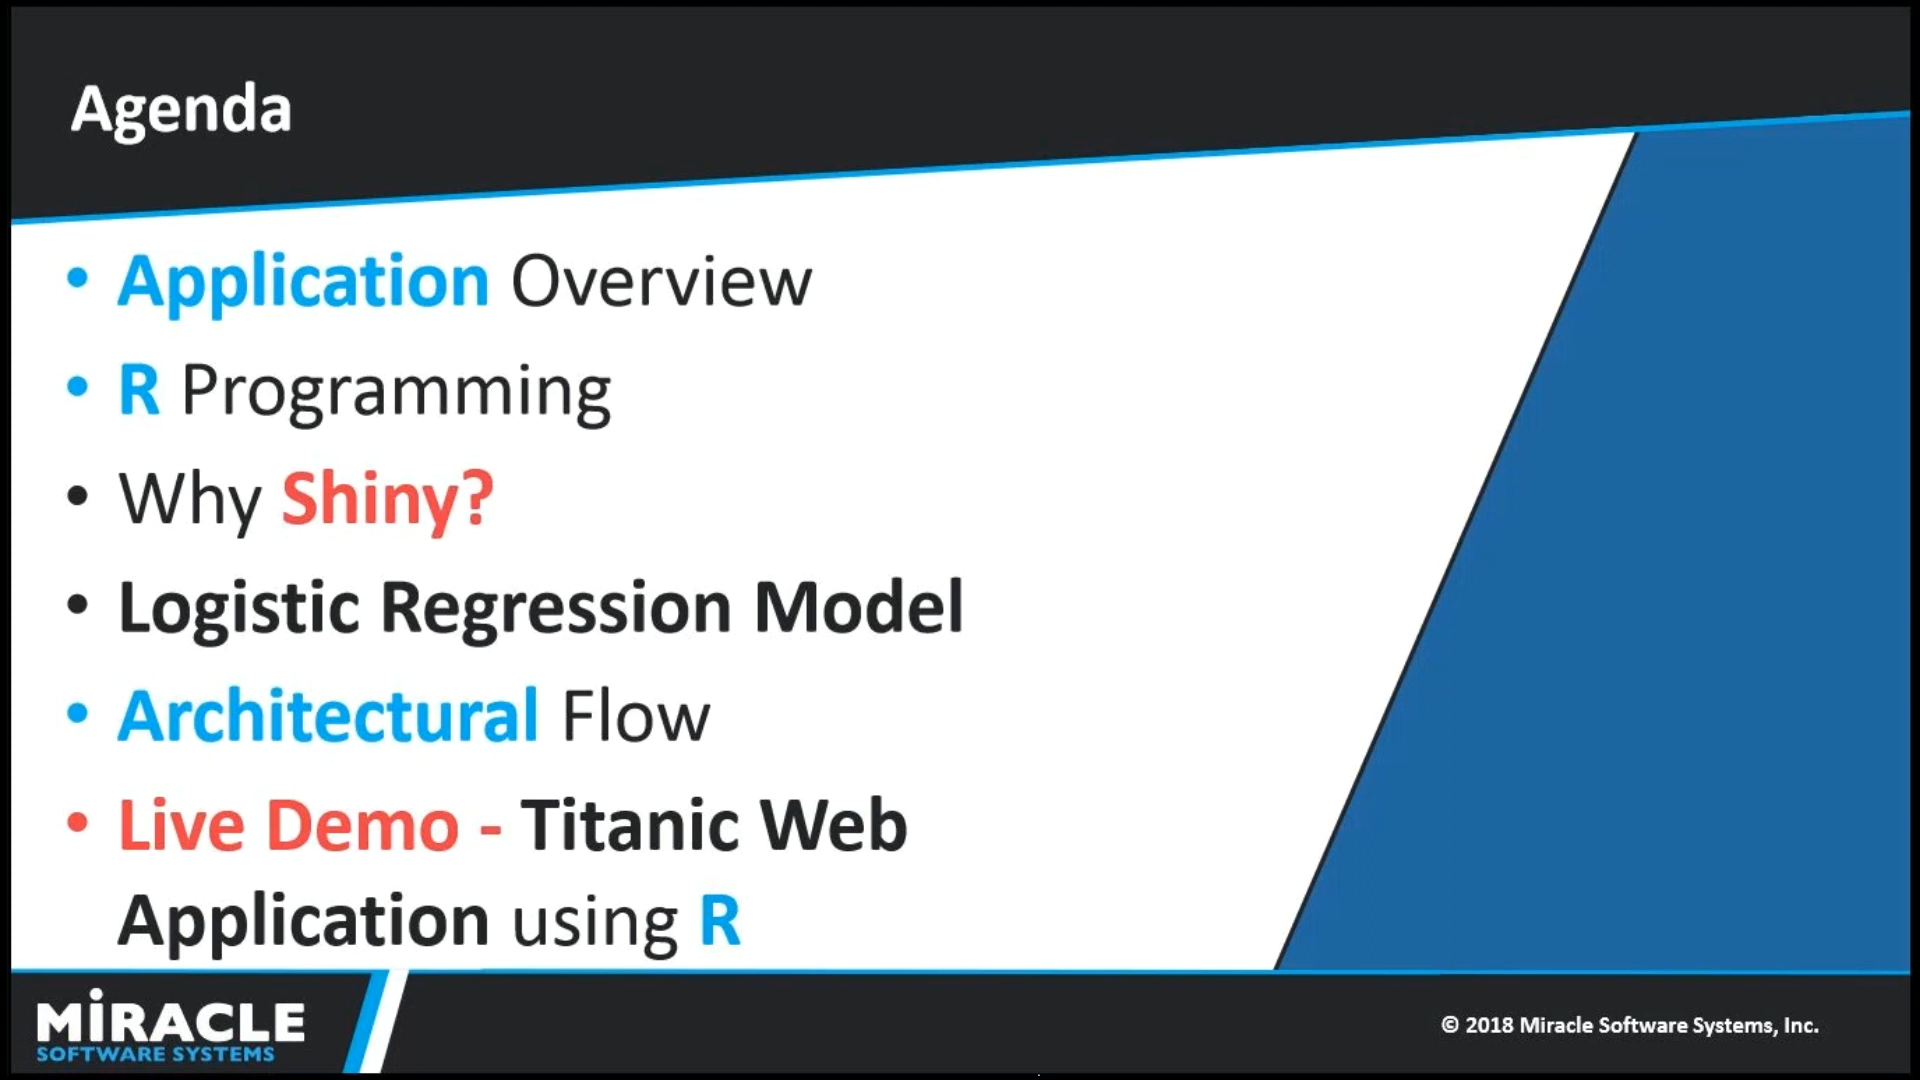 Agenda
• Application Overview
• R Programming
• Why Shiny?
• Logistic Regression Model
• Architectural Flow
• Live Demo - Titanic Web
Application using R
MiRACLE
SOFTWARE SYSTEMS
© 2018 Miracle Software Systems, Inc.